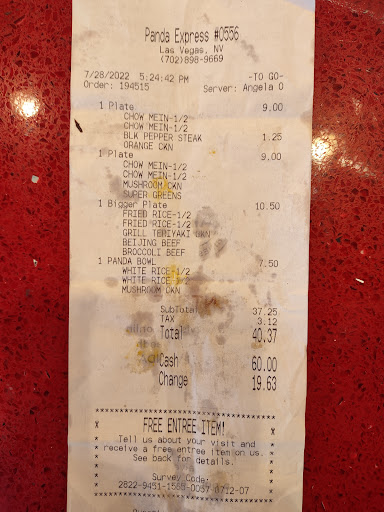 Panda Express #0556
Las Vegas, NV
(702)898-9669
7/28/2022 5:24:42 PM -TO GO-
Order: 194515 Server: Angela O
1 Plate 9.00
CHOW MEIN-1/2
CHOW MEIN-1/2
BLK PEPPER STEAK 1.25
ORANGE CKN
1 Plate 9.00
CHOW MEIN-1/2
CHOW MEIN-1/2
MUSHROOM CKN
SUPER GREENS
1 Bigger Plate 10.50
FRIED RICE-1/2
FRIED RICE-1/2
GRILL TERIYAKI CKN
BEIJING BEEF
BROCCOLI BEEF
1 PANDA BOWL 7.50
WHITE RICE-1/2
WHITE RICE-1/2
MUSHROOM CKN
SubTotal 37.25
TAX 3.12
Total 40.37
Cash 60.00
Change 19.63
FREE ENTREE ITEM!
Tell us about your visit and
receive a free entree item on us.
See back for details.
Survey Code:
2822-9451-1555-0057-0712-07